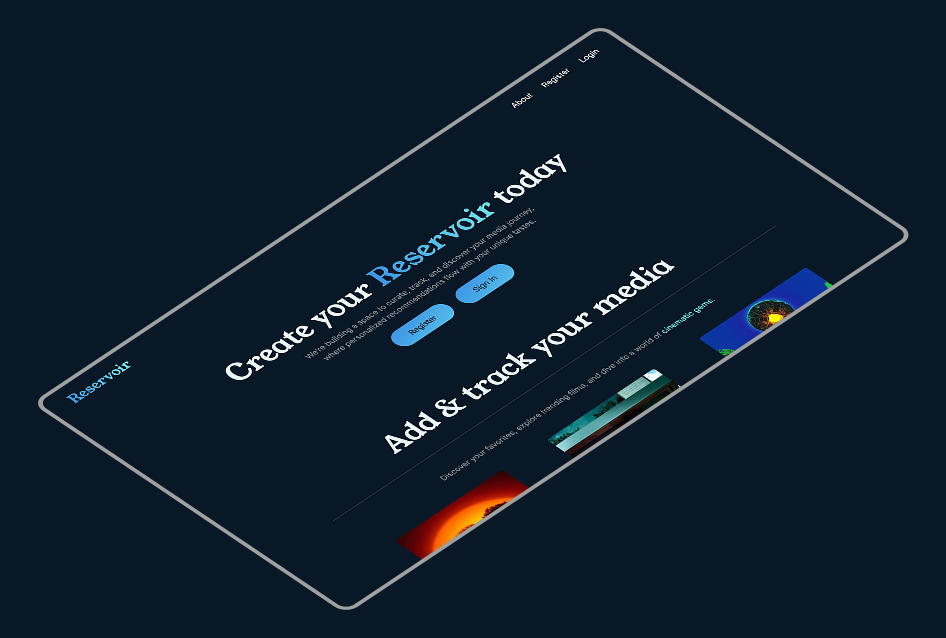 Reservoir
About
Register
Login
Create your Reservoir today
We're building a space to curate, track, and discover your media journey,
where personalized recommendations flow with your unique tastes.
Register
Sign In
Add & track your media
Discover your favorites, explore trending films, and dive into a world of cinematic gems.